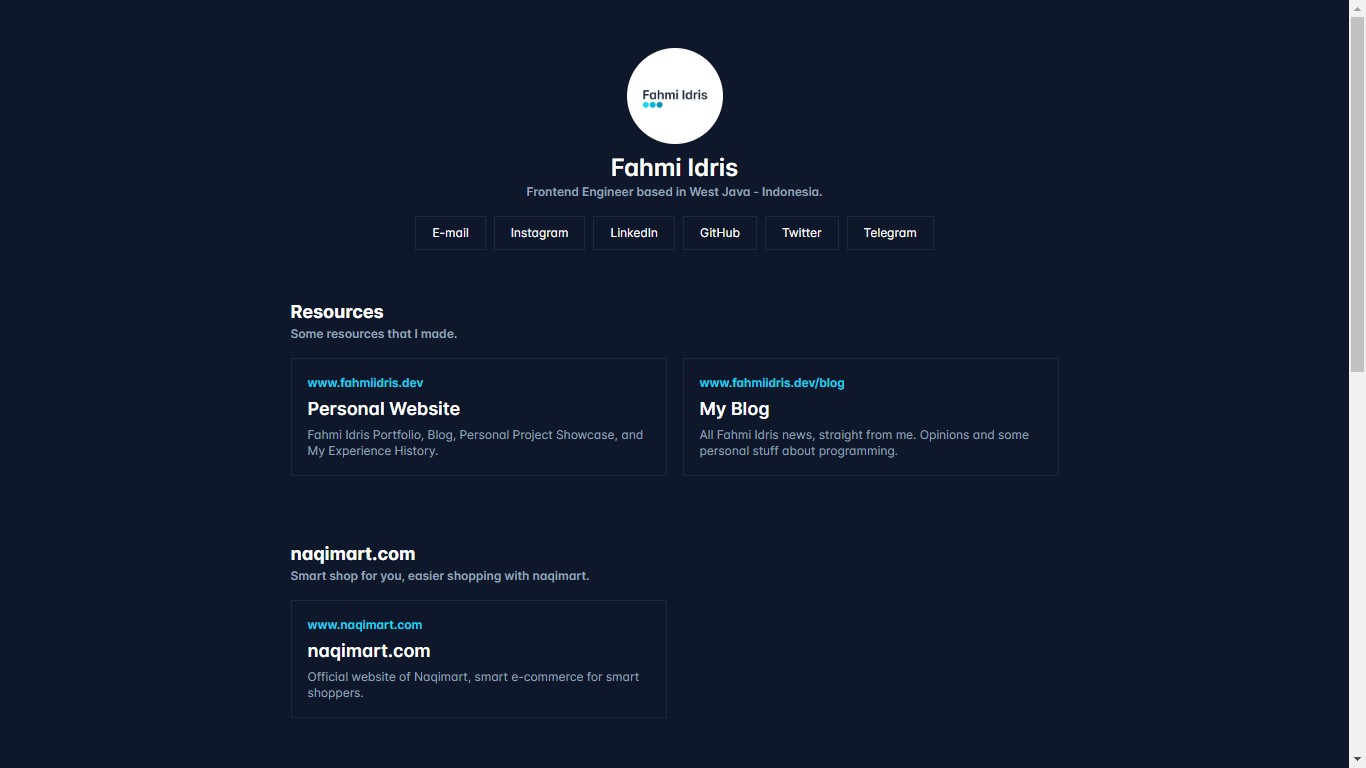 Fahmi Idris
Fahmi Idris
Frontend Engineer based in West Java - Indonesia.
E-mail Instagram LinkedIn GitHub Twitter Telegram
Resources
Some resources that I made.
www.fahmiidris.dev
Personal Website
Fahmi Idris Portfolio, Blog, Personal Project Showcase, and
My Experience History.
www.fahmiidris.dev/blog
My Blog
All Fahmi Idris news, straight from me. Opinions and some
personal stuff about programming.
naqimart.com
Smart shop for you, easier shopping with naqimart.
www.naqimart.com
naqimart.com
Official website of Naqimart, smart e-commerce for smart
shoppers.